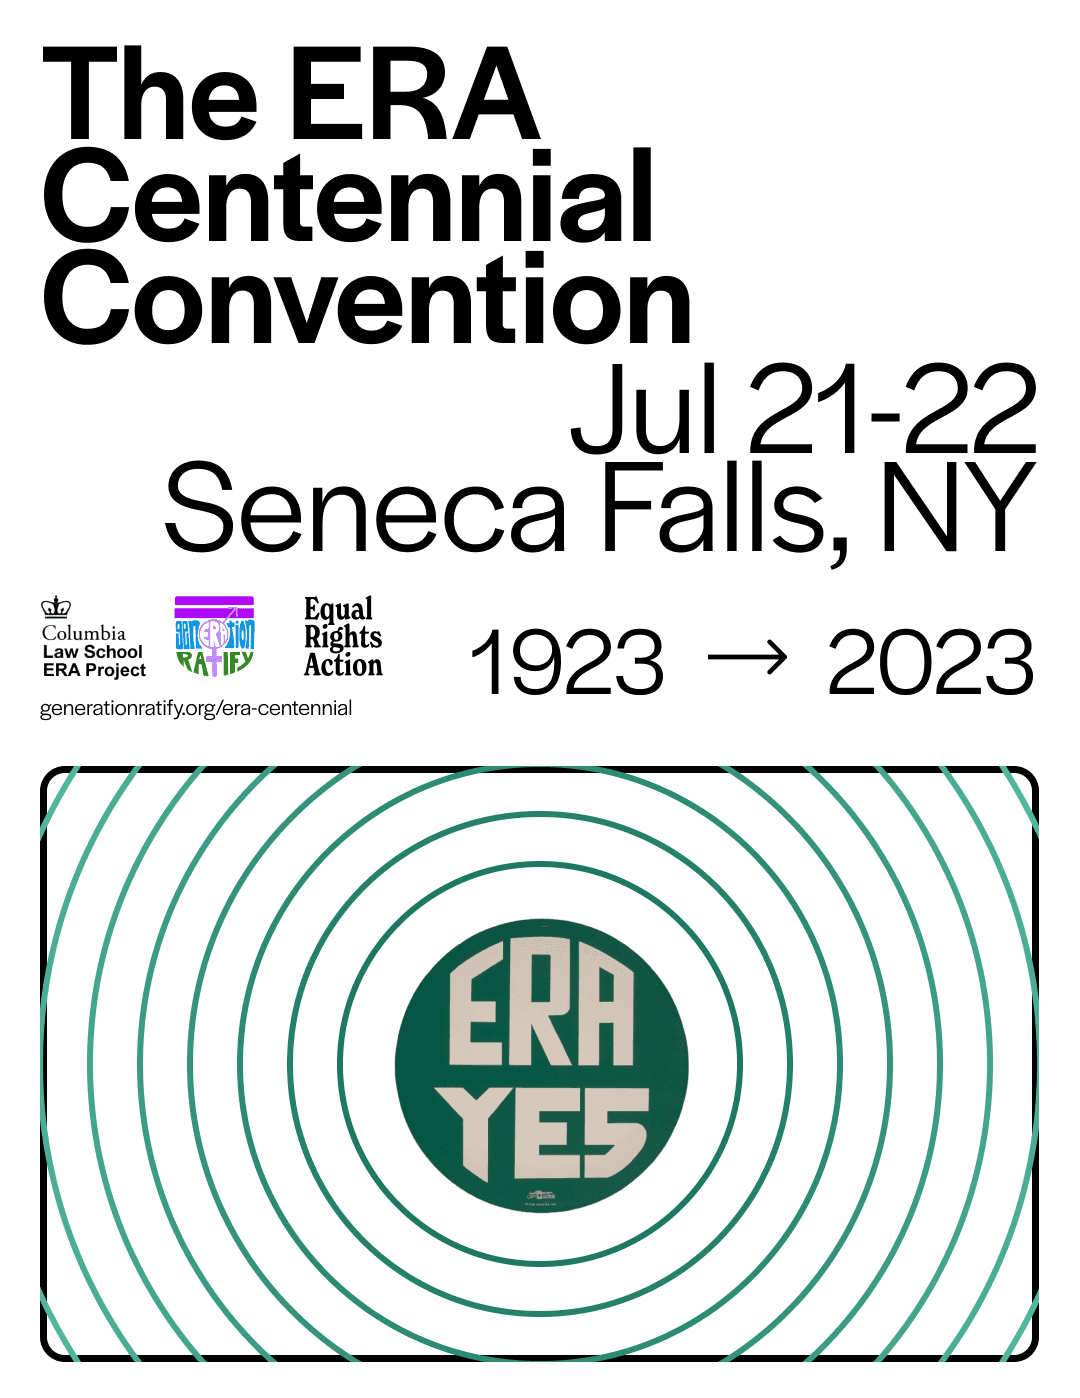 The ERA
Centennial
Convention
Jul 21-22
Seneca Falls, NY
Columbia
Law School
ERA Project
generation
RATIFY
Equal
Rights
Action
1923 → 2023
generationratify.org/era-centennial
ERA
YES